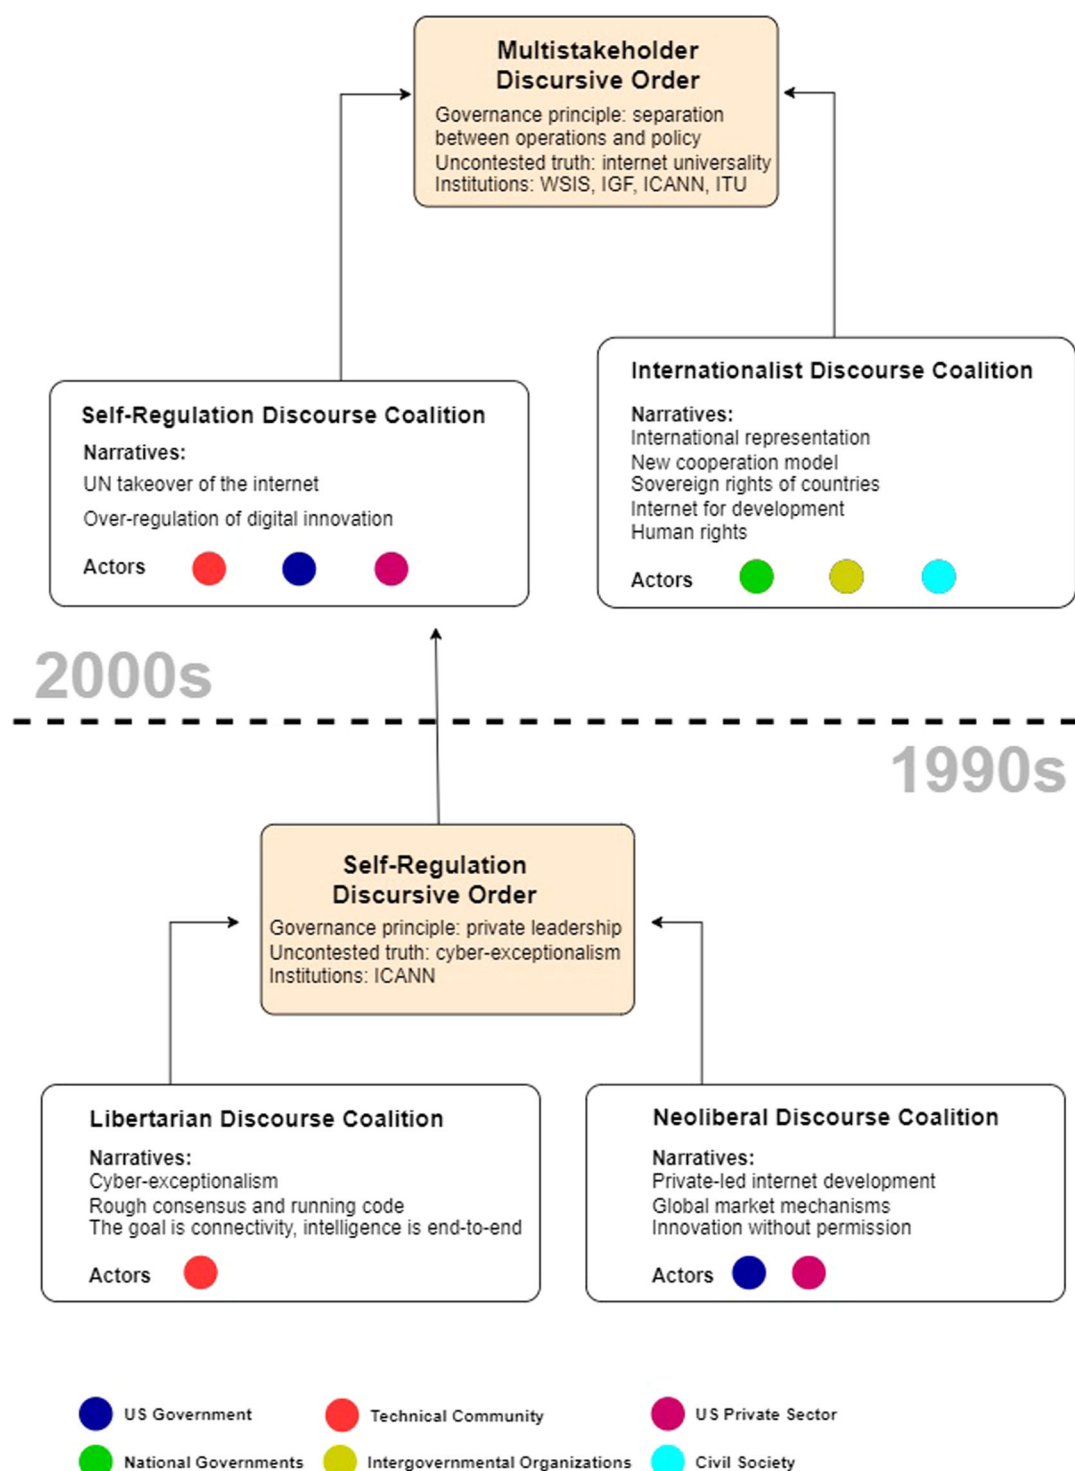 Multistakeholder
Discursive Order
Governance principle: separation
between operations and policy
Uncontested truth: internet universality
Institutions: WSIS, IGF, ICANN, ITU
Self-Regulation Discourse Coalition
Narratives:
UN takeover of the internet
Over-regulation of digital innovation
Actors
Internationalist Discourse Coalition
Narratives:
International representation
New cooperation model
Sovereign rights of countries
Internet for development
Human rights
Actors
2000s
1990s
Self-Regulation
Discursive Order
Governance principle: private leadership
Uncontested truth: cyber-exceptionalism
Institutions: ICANN
Libertarian Discourse Coalition
Narratives:
Cyber-exceptionalism
Rough consensus and running code
The goal is connectivity, intelligence is end-to-end
Actors
Neoliberal Discourse Coalition
Narratives:
Private-led internet development
Global market mechanisms
Innovation without permission
Actors
US Government
Technical Community
US Private Sector
National Governments
Intergovernmental Organizations
Civil Society